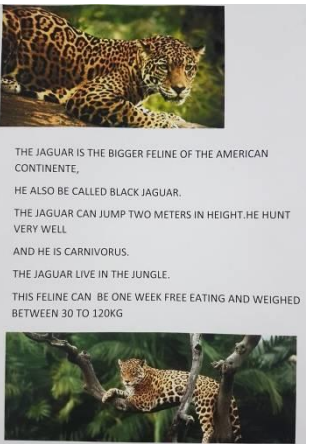 THE JAGUAR IS THE BIGGER FELINE OF THE AMERICAN
CONTINENTE,
HE ALSO BE CALLED BLACK JAGUAR.
THE JAGUAR CAN JUMP TWO METERS IN HEIGHT.HE HUNT
VERY WELL
AND HE IS CARNIVORUS.
THE JAGUAR LIVE IN THE JUNGLE.
THIS FELINE CAN BE ONE WEEK FREE EATING AND WEIGHED
BETWEEN 30 TO 120KG